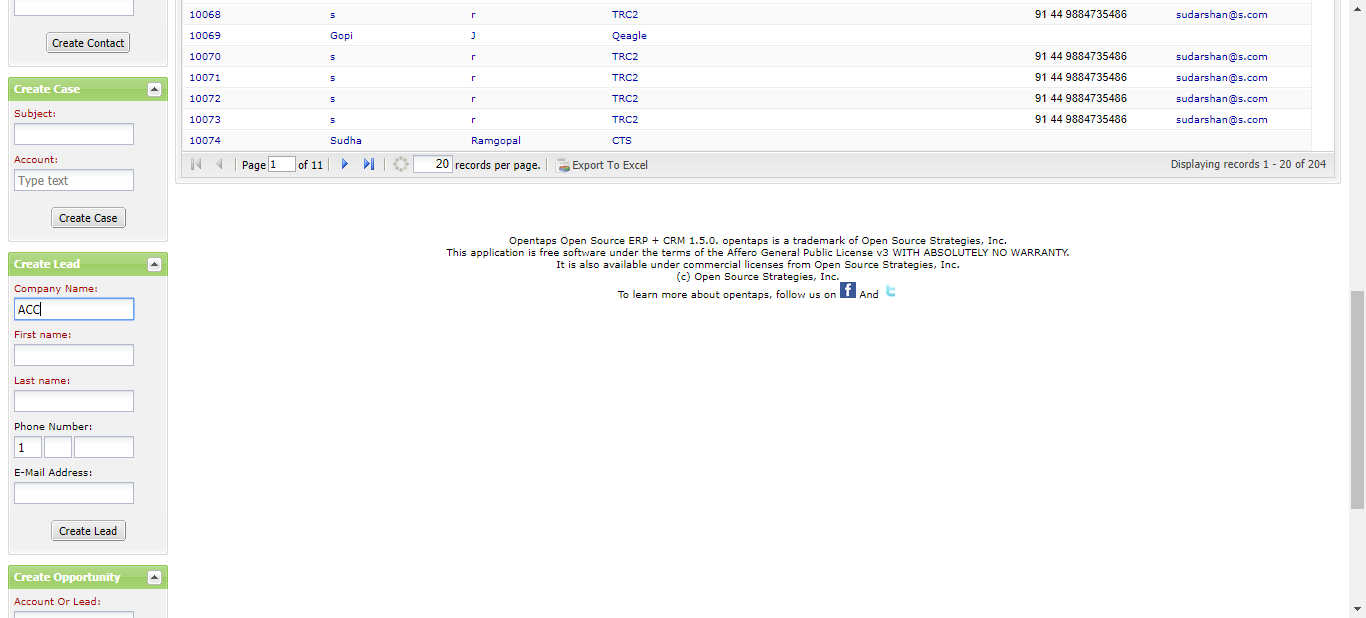 Create Contact
Create Case
Subject:
Account:
Type text
Create Case
Create Lead
Company Name:
ACC
First name:
Last name:
Phone Number:
1
E-Mail Address:
Create Lead
Create Opportunity
Account Or Lead:
10068 s r TRC2 91 44 9884735486 sudarshan@s.com
10069 Gopi J Qeagle
10070 s r TRC2 91 44 9884735486 sudarshan@s.com
10071 s r TRC2 91 44 9884735486 sudarshan@s.com
10072 s r TRC2 91 44 9884735486 sudarshan@s.com
10073 s r TRC2 91 44 9884735486 sudarshan@s.com
10074 Sudha Ramgopal CTS
Page 1 of 11 20 records per page. Export To Excel Displaying records 1 - 20 of 204
Opentaps Open Source ERP + CRM 1.5.0. opentaps is a trademark of Open Source Strategies, Inc.
This application is free software under the terms of the Affero General Public License v3 WITH ABSOLUTELY NO WARRANTY.
It is also available under commercial licenses from Open Source Strategies, Inc.
(c) Open Source Strategies, Inc.
To learn more about opentaps, follow us on f And t